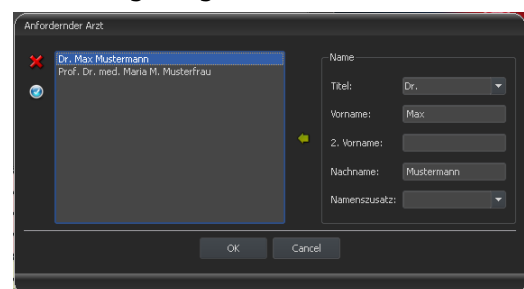 Anfordernder Arzt
Dr. Max Mustermann
Prof. Dr. med. Maria M. Musterfrau
Name
Titel: Dr.
Vorname: Max
2. Vorname:
Nachname: Mustermann
Namenszusatz:
OK Cancel